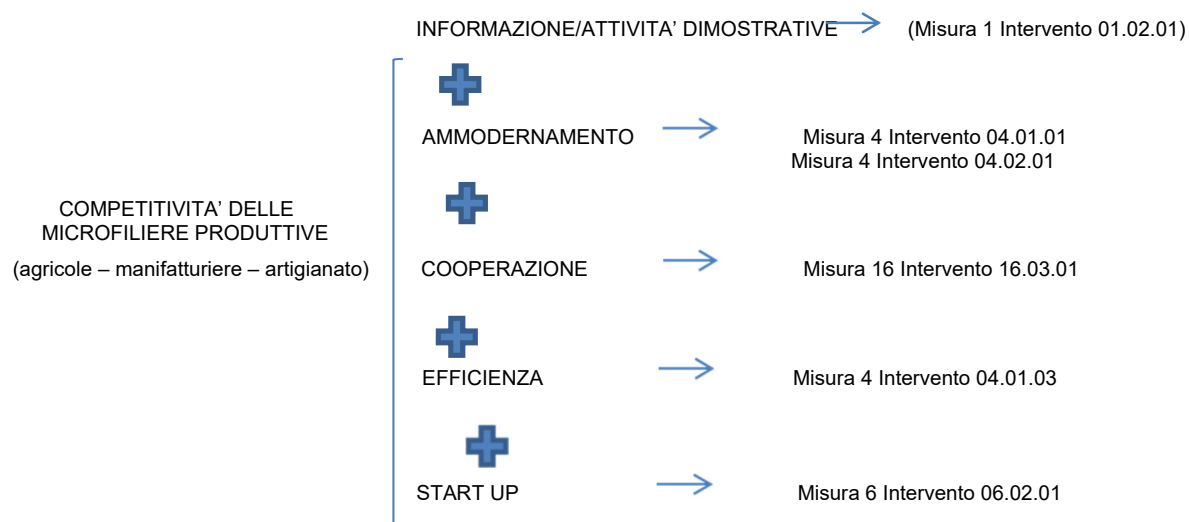 INFORMAZIONE/ATTIVITA’ DIMOSTRATIVE (Misura 1 Intervento 01.02.01)
AMMODERNAMENTO Misura 4 Intervento 04.01.01
Misura 4 Intervento 04.02.01
COMPETITIVITA’ DELLE
MICROFILIERE PRODUTTIVE
(agricole – manifatturiere – artigianato)
COOPERAZIONE Misura 16 Intervento 16.03.01
EFFICIENZA Misura 4 Intervento 04.01.03
START UP Misura 6 Intervento 06.02.01